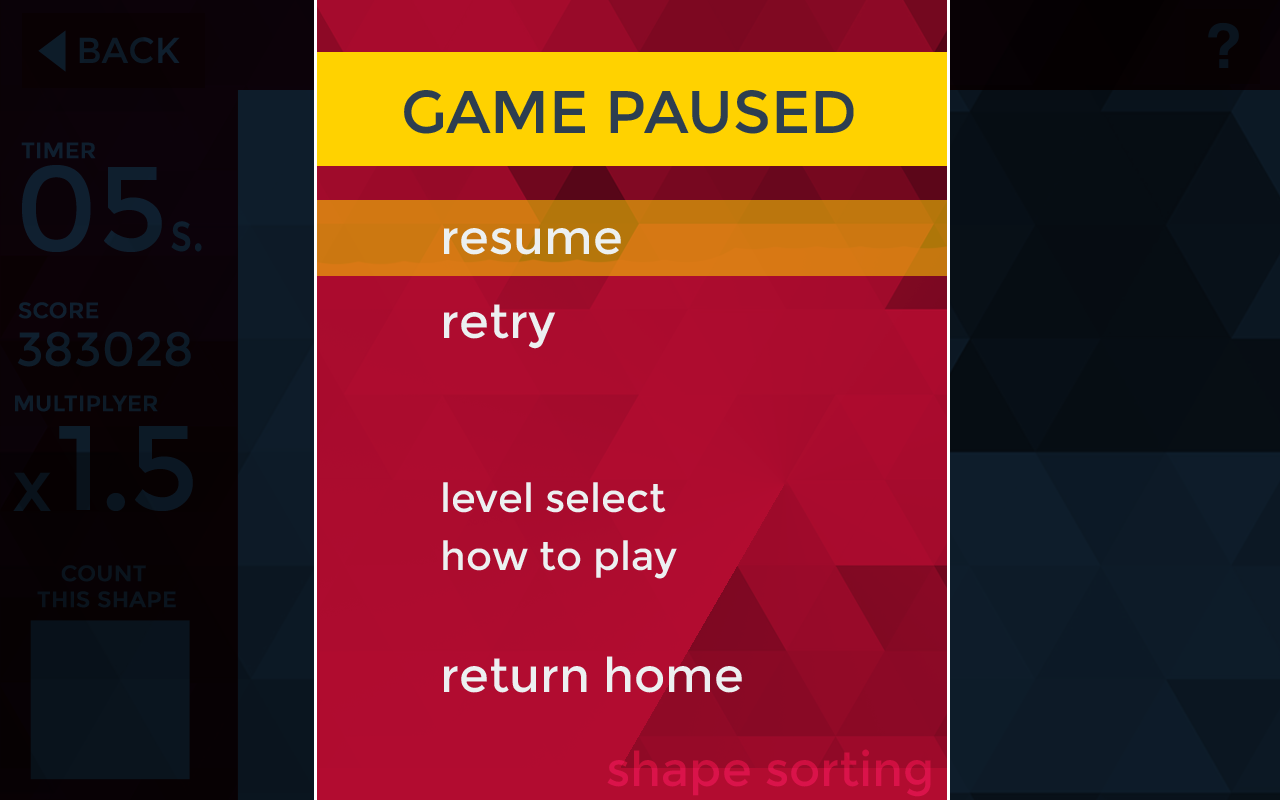 BACK
?
GAME PAUSED
TIMER
05 s.
resume
SCORE
383028
retry
MULTIPLYER
x1.5
level select
how to play
COUNT
THIS SHAPE
return home
shape sorting